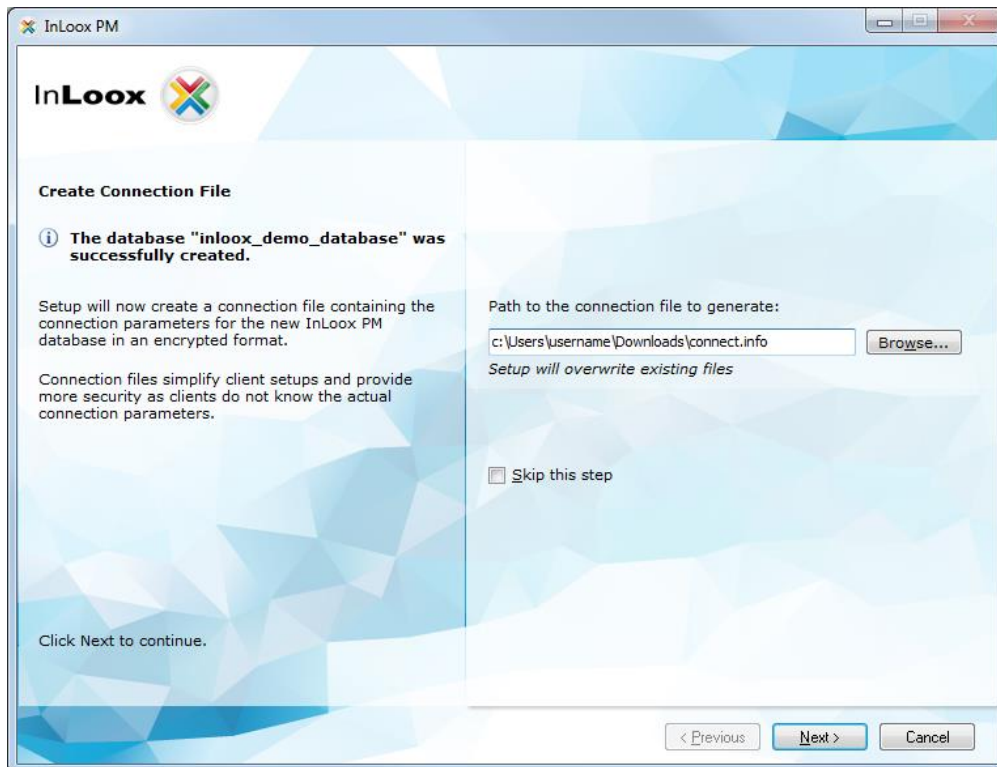 InLoox PM
InLoox
Create Connection File
The database "inloox_demo_database" was
successfully created.
Setup will now create a connection file containing the
connection parameters for the new InLoox PM
database in an encrypted format.
Connection files simplify client setups and provide
more security as clients do not know the actual
connection parameters.
Click Next to continue.
Path to the connection file to generate:
c:\Users\username\Downloads\connect.info
Browse...
Setup will overwrite existing files
Skip this step
< Previous
Next >
Cancel